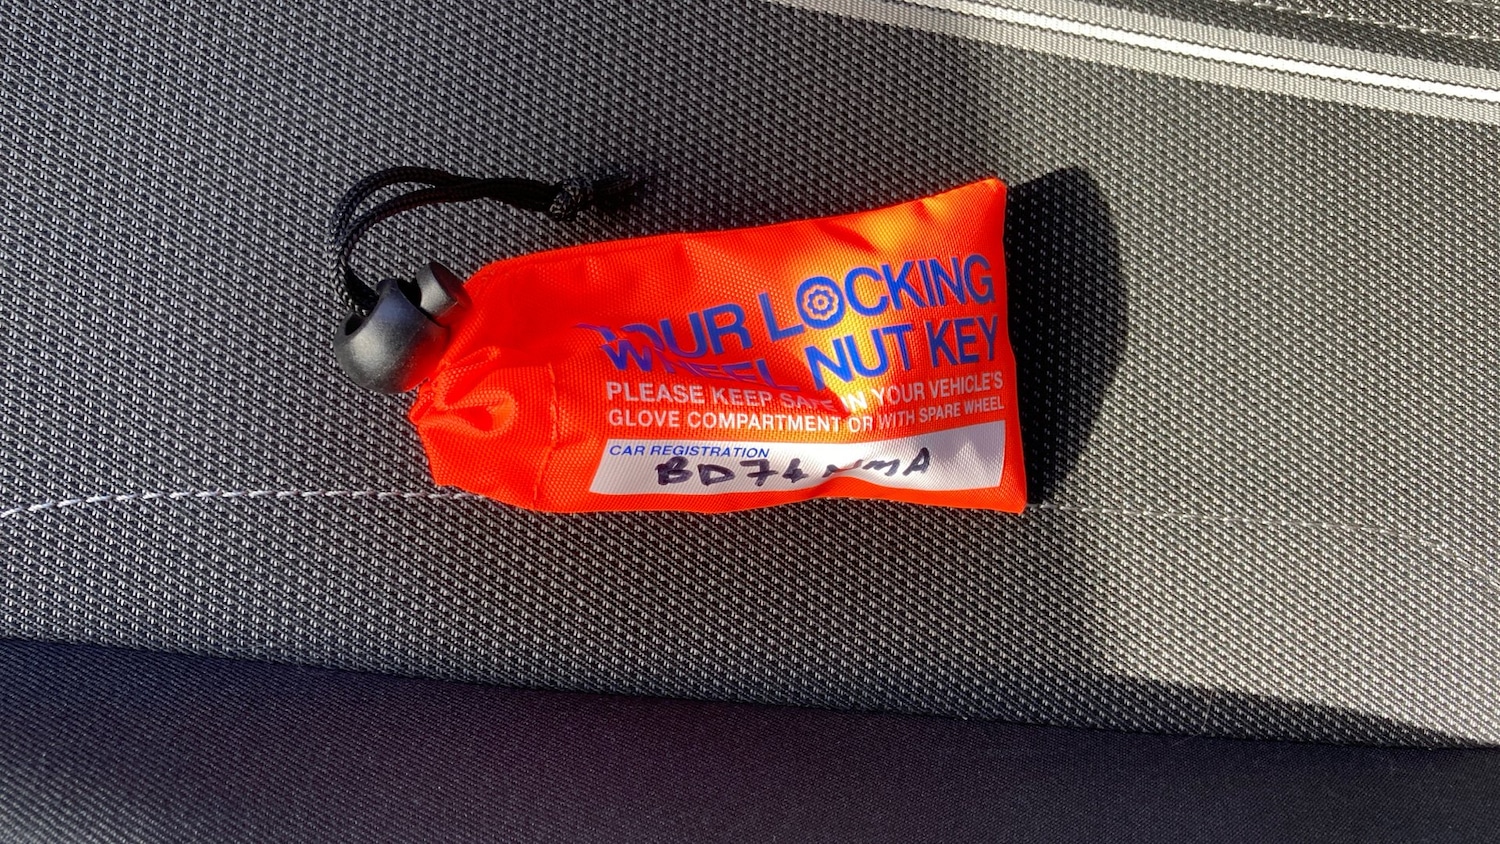 YOUR LOCKING
WHEEL NUT KEY
PLEASE KEEP SAFE IN YOUR VEHICLE'S
GLOVE COMPARTMENT OR WITH SPARE WHEEL
CAR REGISTRATION
BD74 NMA